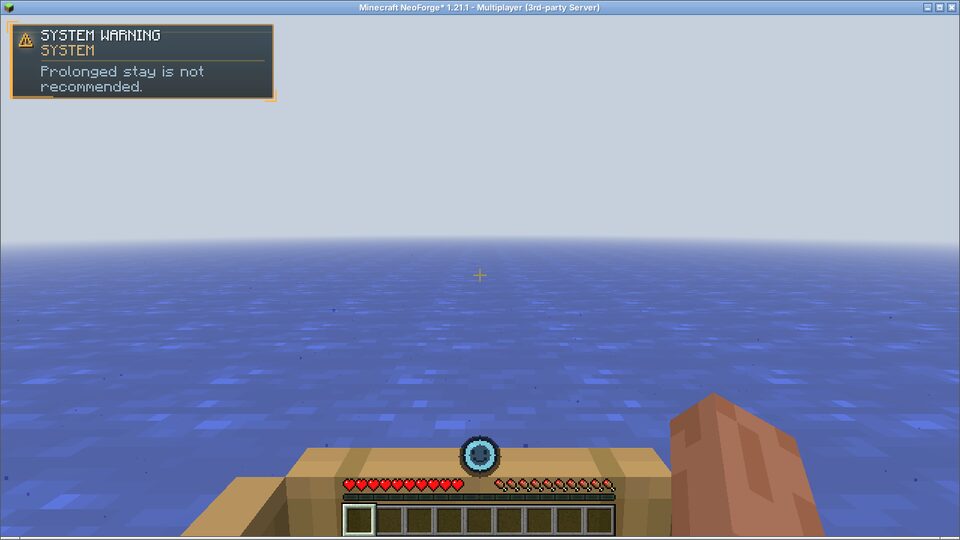 Minecraft NeoForge* 1.21.1 - Multiplayer (3rd-party Server)
SYSTEM WARNING
SYSTEM
Prolonged stay is not
recommended.